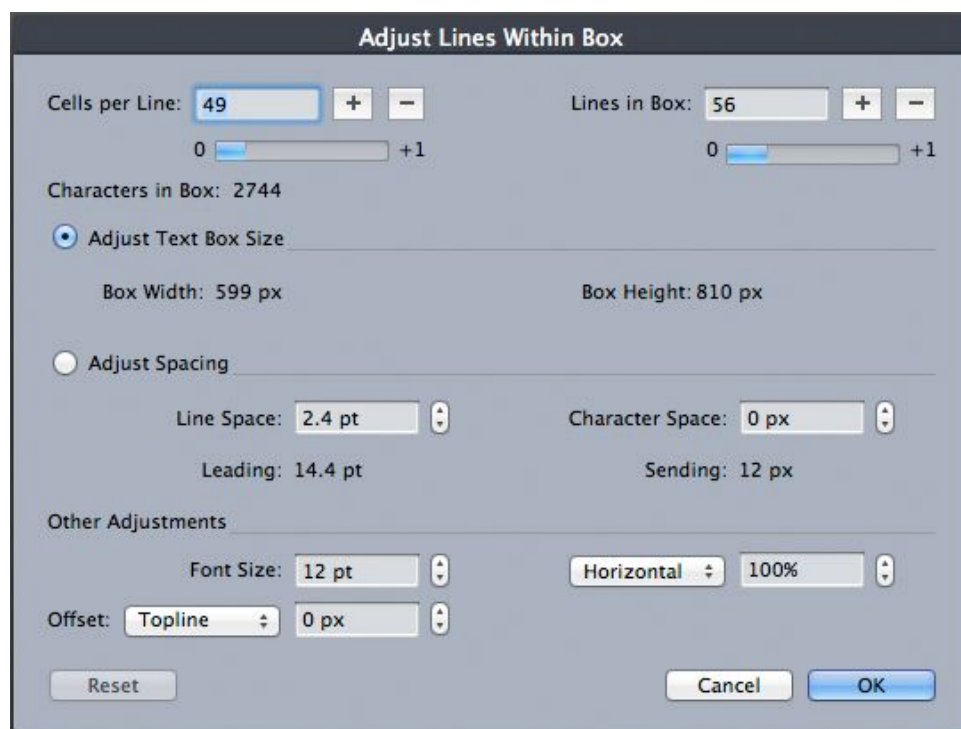 Adjust Lines Within Box
Cells per Line: 49 + − Lines in Box: 56 + −
0 +1 0 +1
Characters in Box: 2744
Adjust Text Box Size
Box Width: 599 px Box Height: 810 px
Adjust Spacing
Line Space: 2.4 pt Character Space: 0 px
Leading: 14.4 pt Sending: 12 px
Other Adjustments
Font Size: 12 pt Horizontal 100%
Offset: Topline 0 px
Reset Cancel OK